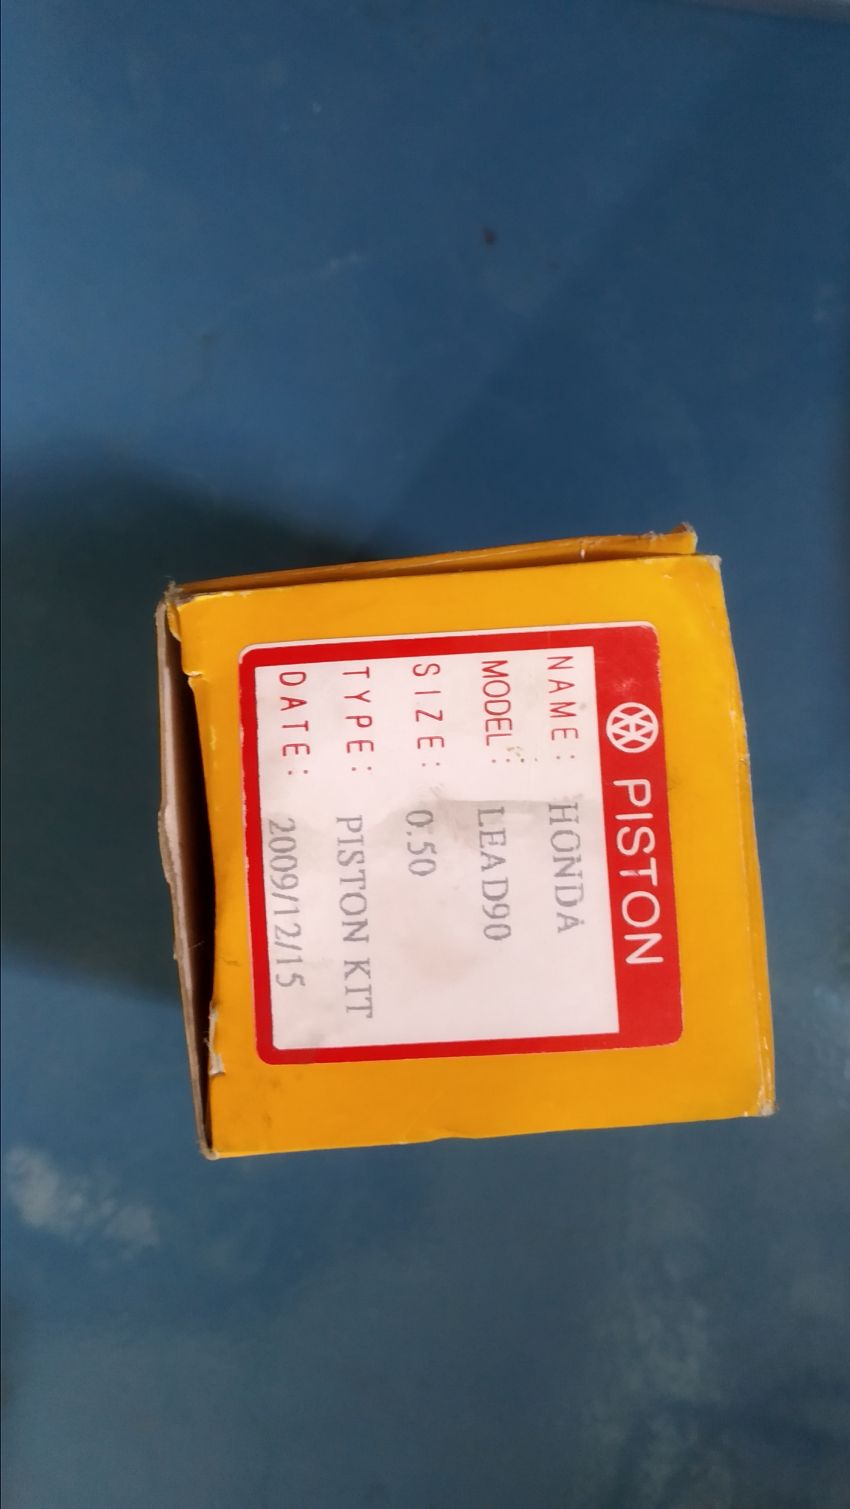 PISTON
NAME: HONDA
MODEL: LEAD90
SIZE: 0.50
TYPE: PISTON KIT
DATE: 2009/12/15